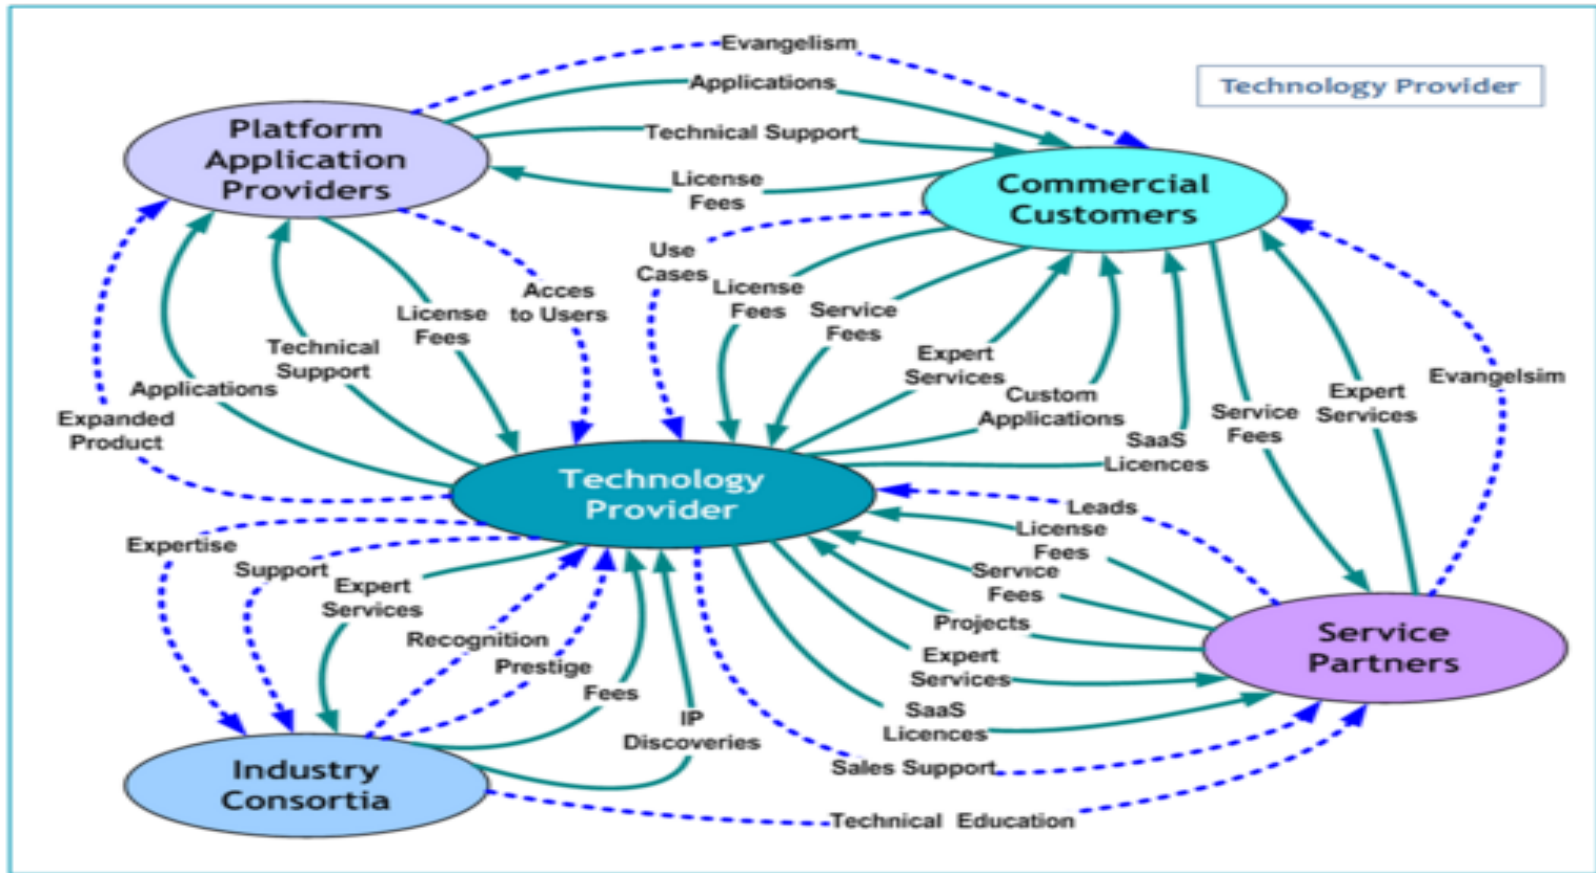 Evangelism
Technology Provider
Applications
Platform
Application
Providers
Technical Support
License
Fees
Commercial
Customers
Use
Cases
License
Fees
Service
Fees
Acces
to Users
License
Fees
Technical
Support
Applications
Expanded
Product
Expert
Services
Custom
Applications
SaaS
Licences
Service
Fees
Expert
Services
Evangelsim
Technology
Provider
Leads
License
Fees
Service
Fees
Projects
Expert
Services
SaaS
Licences
Sales Support
Service
Partners
Expertise
Support
Expert
Services
Recognition
Prestige
Fees
IP
Discoveries
Industry
Consortia
Technical Education